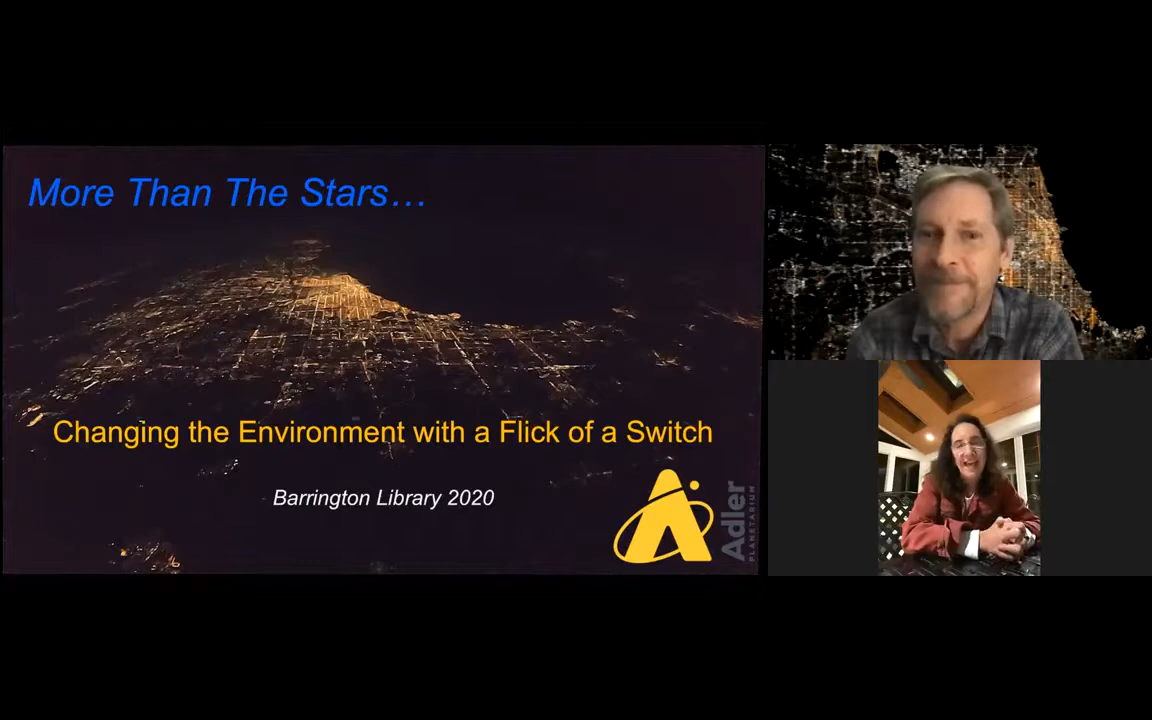 More Than The Stars…
Changing the Environment with a Flick of a Switch
Barrington Library 2020
Adler
PLANETARIUM